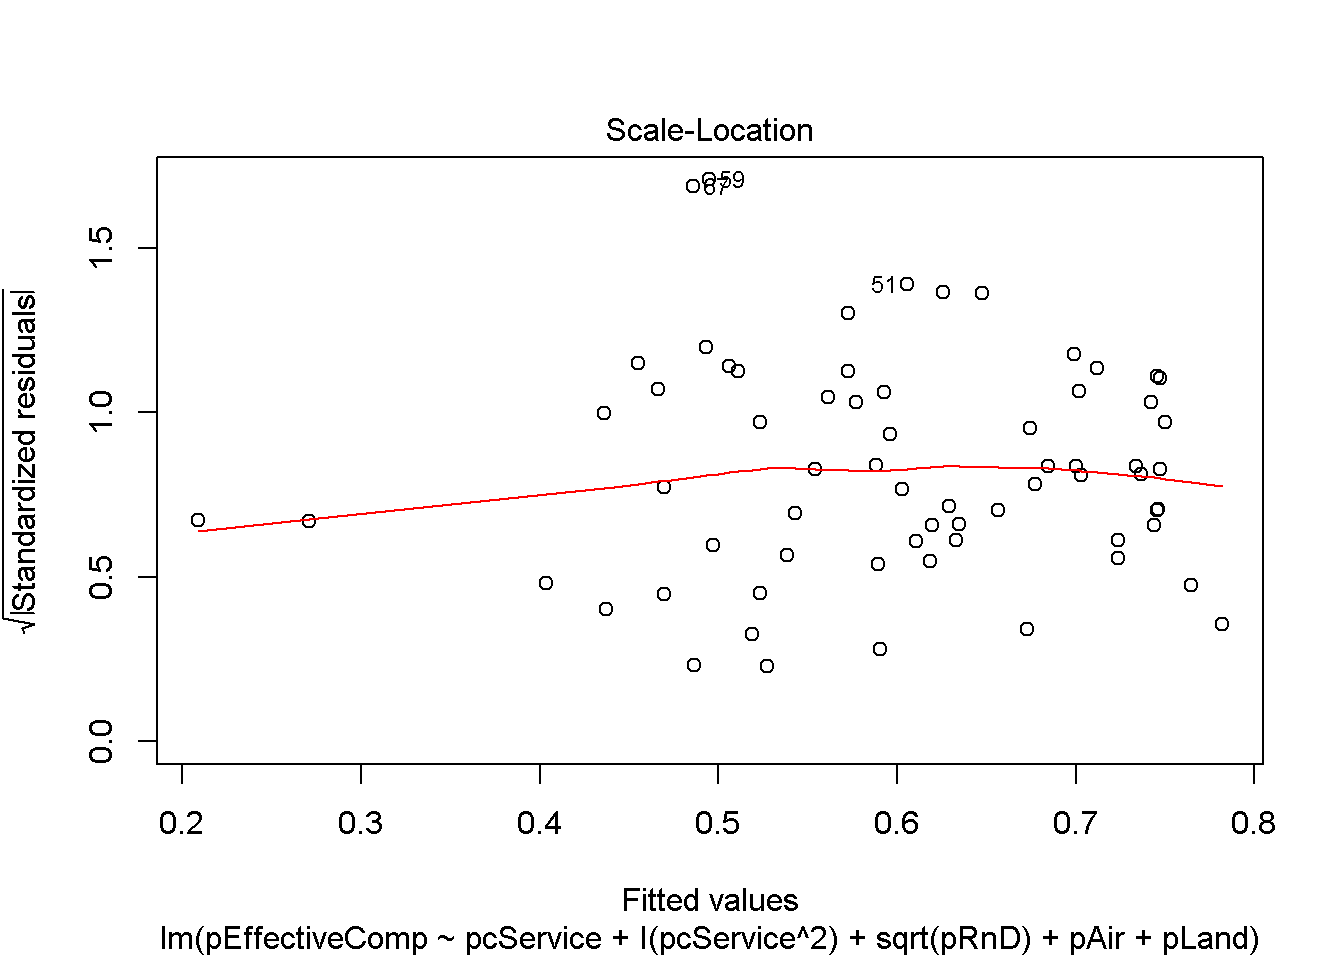 Scale-Location
59
67
51
√|Standardized residuals|
0.0
0.5
1.0
1.5
0.2 0.3 0.4 0.5 0.6 0.7 0.8
Fitted values
lm(pEffectiveComp ~ pcService + I(pcService^2) + sqrt(pRnD) + pAir + pLand)